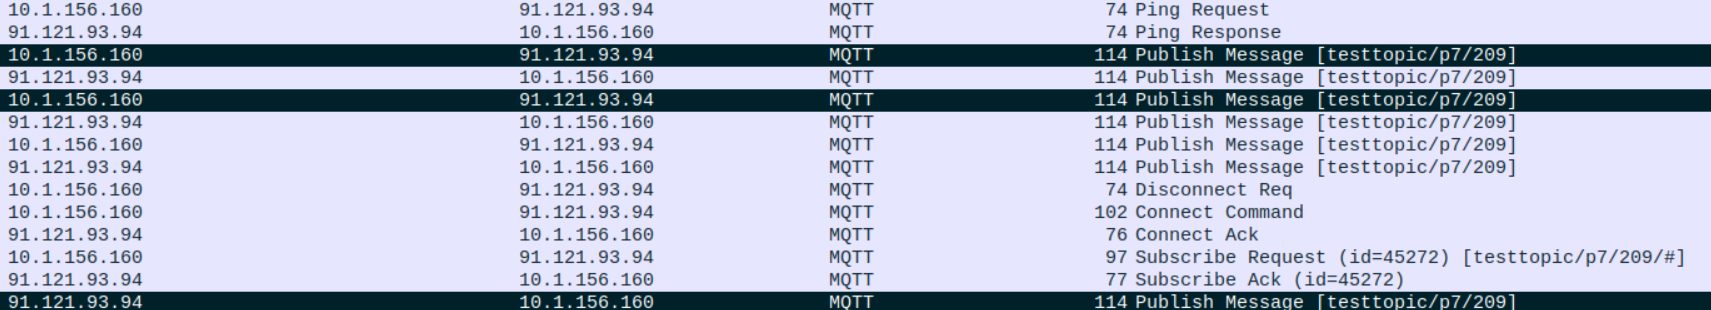 10.1.156.160 91.121.93.94 MQTT 74 Ping Request
91.121.93.94 10.1.156.160 MQTT 74 Ping Response
10.1.156.160 91.121.93.94 MQTT 114 Publish Message [testtopic/p7/209]
91.121.93.94 10.1.156.160 MQTT 114 Publish Message [testtopic/p7/209]
10.1.156.160 91.121.93.94 MQTT 114 Publish Message [testtopic/p7/209]
91.121.93.94 10.1.156.160 MQTT 114 Publish Message [testtopic/p7/209]
10.1.156.160 91.121.93.94 MQTT 114 Publish Message [testtopic/p7/209]
91.121.93.94 10.1.156.160 MQTT 114 Publish Message [testtopic/p7/209]
10.1.156.160 91.121.93.94 MQTT 74 Disconnect Req
10.1.156.160 91.121.93.94 MQTT 102 Connect Command
91.121.93.94 10.1.156.160 MQTT 76 Connect Ack
10.1.156.160 91.121.93.94 MQTT 97 Subscribe Request (id=45272) [testtopic/p7/209/#]
91.121.93.94 10.1.156.160 MQTT 77 Subscribe Ack (id=45272)
91.121.93.94 10.1.156.160 MQTT 114 Publish Message [testtopic/p7/209]